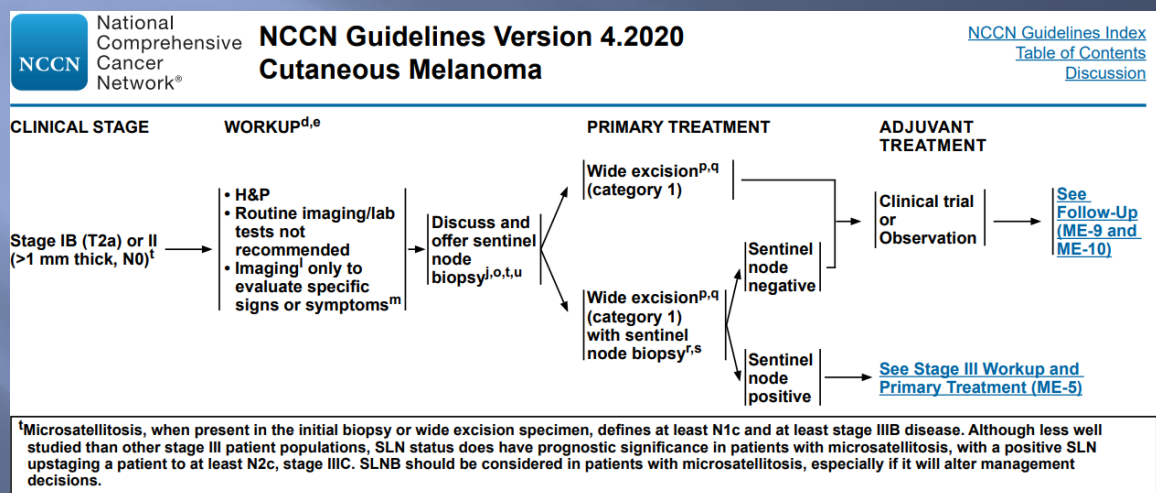 NCCN
National
Comprehensive
Cancer
Network®
NCCN Guidelines Version 4.2020
Cutaneous Melanoma
NCCN Guidelines Index
Table of Contents
Discussion
CLINICAL STAGE
WORKUPd,e
PRIMARY TREATMENT
ADJUVANT
TREATMENT
Stage IB (T2a) or II
(>1 mm thick, N0)t
• H&P
• Routine imaging/lab
tests not
recommended
• Imagingl only to
evaluate specific
signs or symptomsm
Discuss and
offer sentinel
node
biopsyj,o,t,u
Wide excisionp,q
(category 1)
Wide excisionp,q
(category 1)
with sentinel
node biopsyr,s
Sentinel
node
negative
Sentinel
node
positive
Clinical trial
or
Observation
See
Follow-Up
(ME-9 and
ME-10)
See Stage III Workup and
Primary Treatment (ME-5)
tMicrosatellitosis, when present in the initial biopsy or wide excision specimen, defines at least N1c and at least stage IIIB disease. Although less well
studied than other stage III patient populations, SLN status does have prognostic significance in patients with microsatellitosis, with a positive SLN
upstaging a patient to at least N2c, stage IIIC. SLNB should be considered in patients with microsatellitosis, especially if it will alter management
decisions.